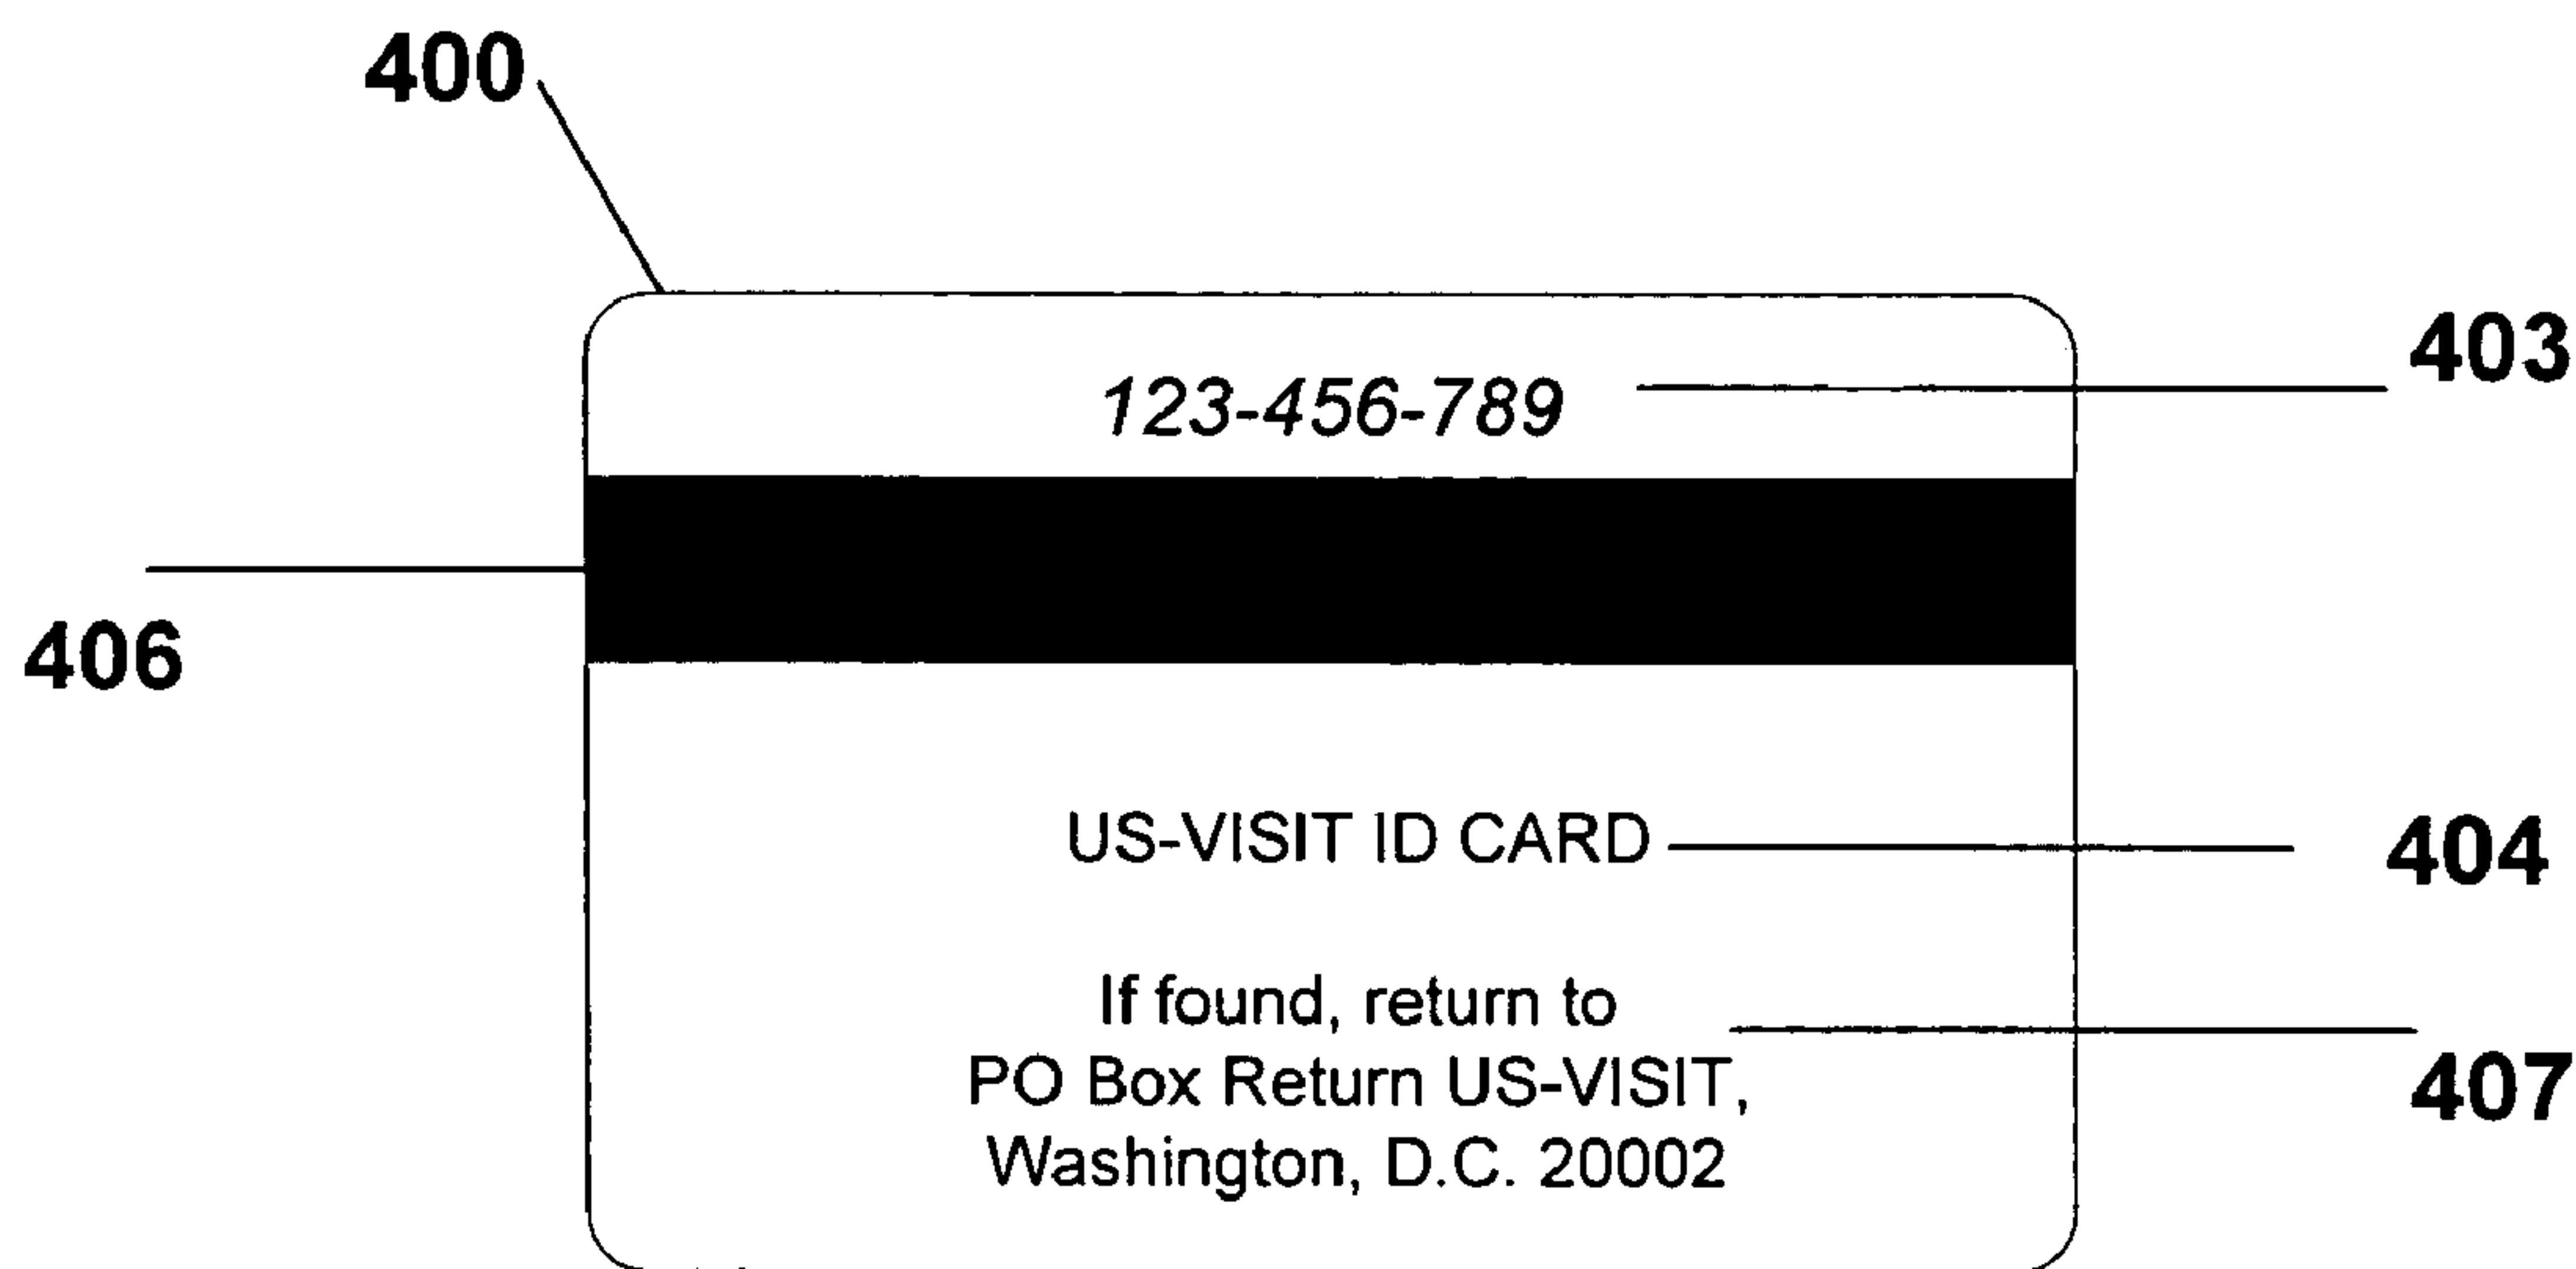 400
403
123-456-789
406
US-VISIT ID CARD
404
If found, return to
PO Box Return US-VISIT,
Washington, D.C. 20002
407